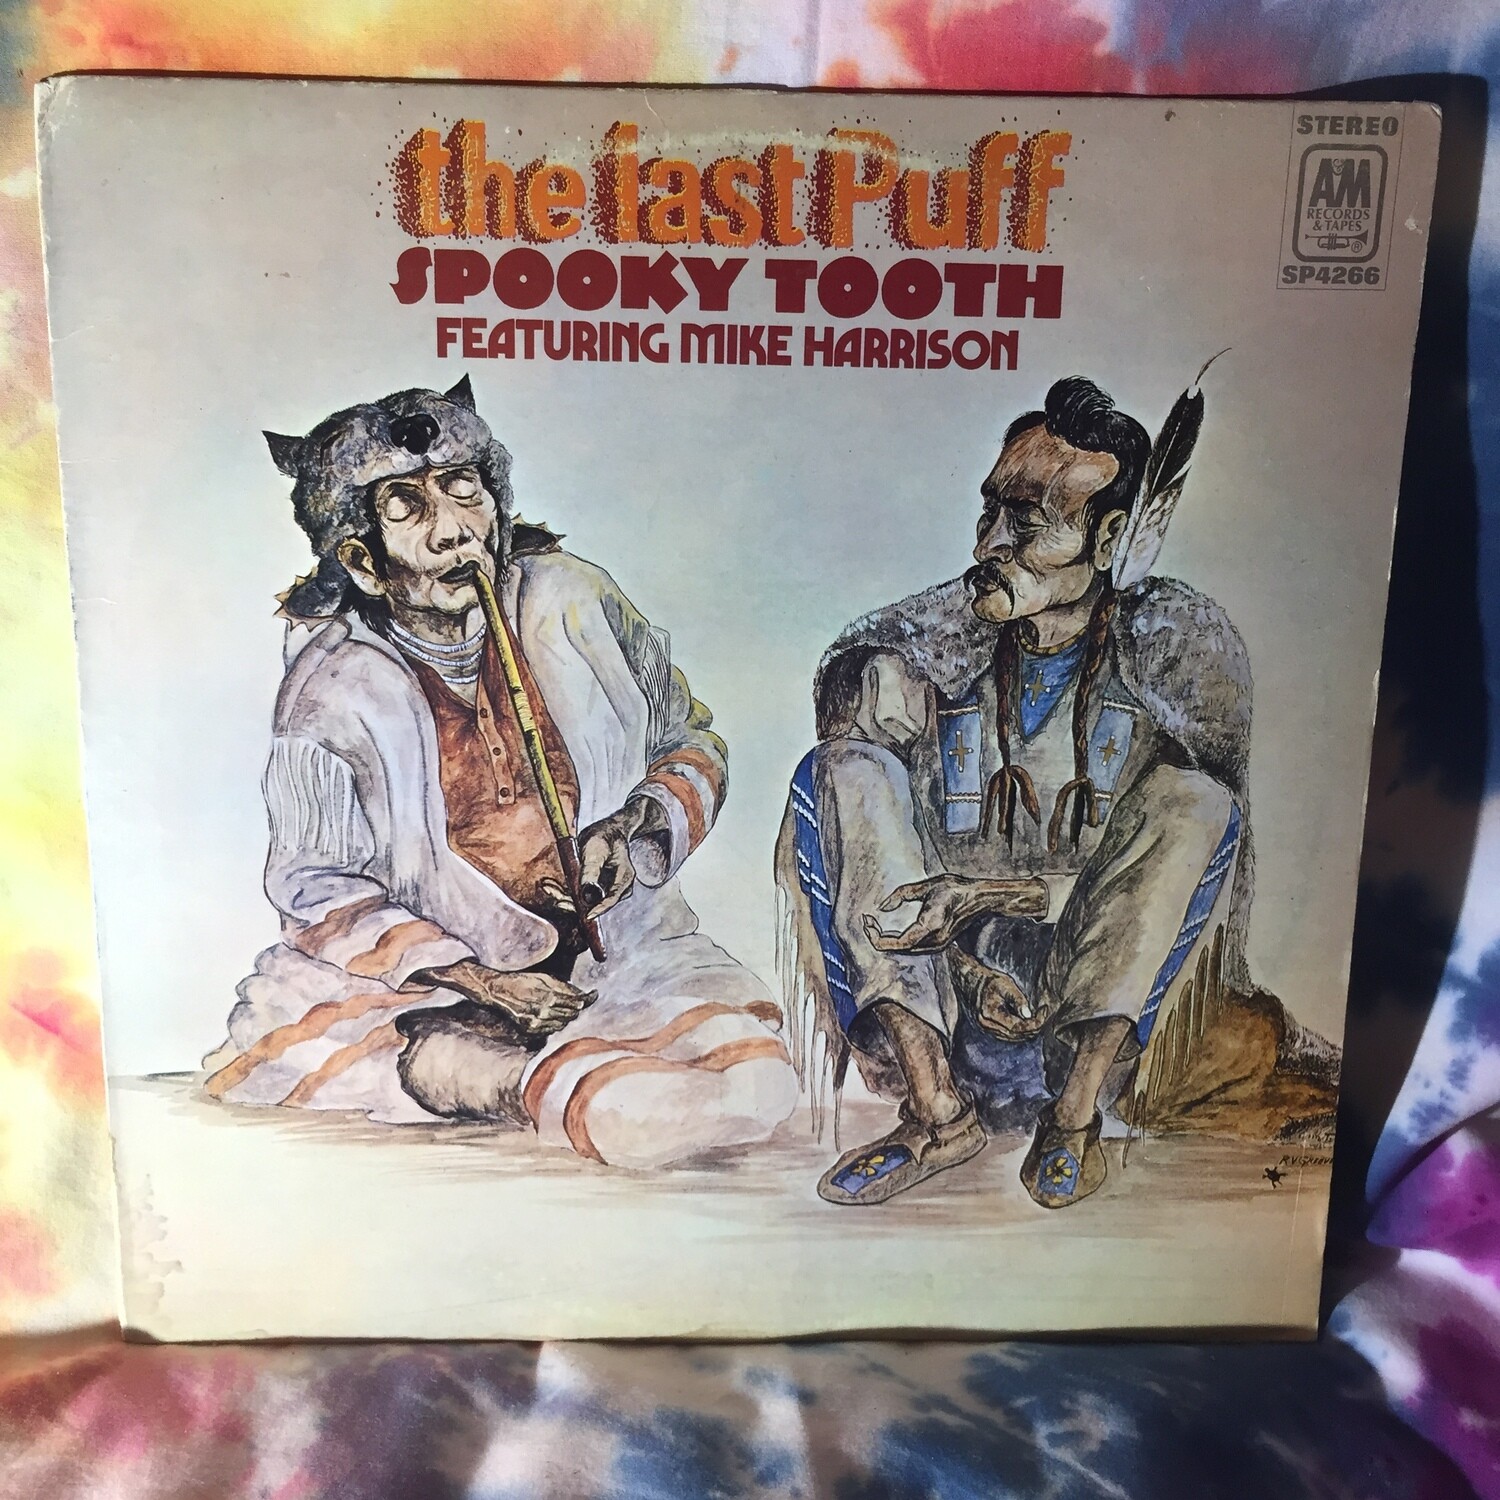 the last Puff
SPOOKY TOOTH
FEATURING MIKE HARRISON
STEREO
A&M
RECORDS
& TAPES
®
SP4266